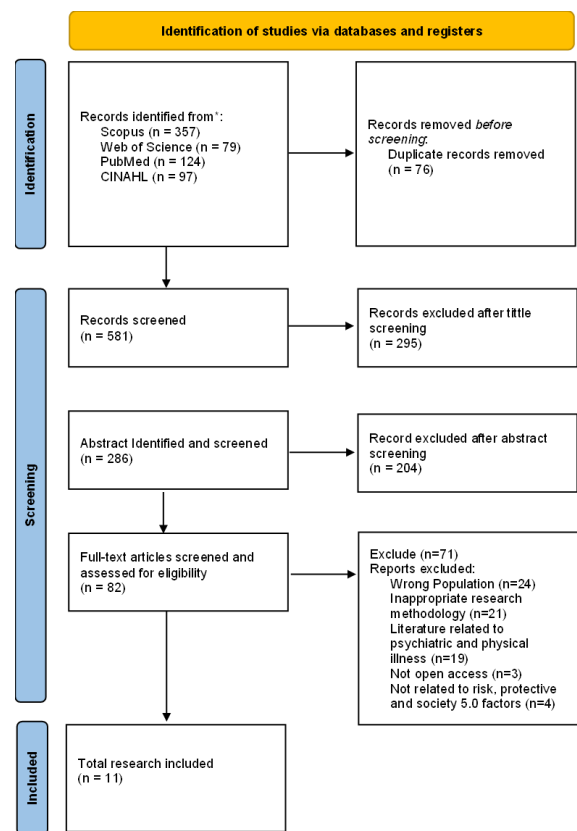 Identification of studies via databases and registers
Identification
Records identified from*:
Scopus (n = 357)
Web of Science (n = 79)
PubMed (n = 124)
CINAHL (n = 97)
Records removed before
screening:
Duplicate records removed
(n = 76)
Screening
Records screened
(n = 581)
Records excluded after tittle
screening
(n = 295)
Abstract Identified and screened
(n = 286)
Record excluded after abstract
screening
(n = 204)
Full-text articles screened and
assessed for eligibility
(n = 82)
Exclude (n=71)
Reports excluded:
Wrong Population (n=24)
Inappropriate research
methodology (n=21)
Literature related to
psychiatric and physical
illness (n=19)
Not open access (n=3)
Not related to risk, protective
and society 5.0 factors (n=4)
Included
Total research included
(n = 11)